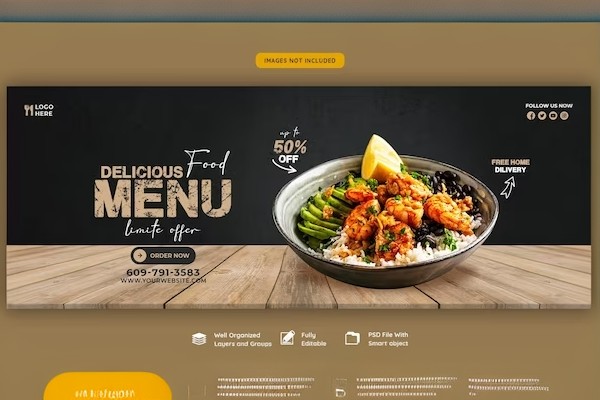 IMAGES NOT INCLUDED
LOGO
HERE
FOLLOW US NOW
up to
50%
OFF
FREE HOME
DILIVERY
Food
DELICIOUS
MENU
limite offer
ORDER NOW
609-791-3583
WWW.YOURWEBSITE.COM
Well Organized
Layers and Groups
Fully
Editable
PSD File With
Smart object